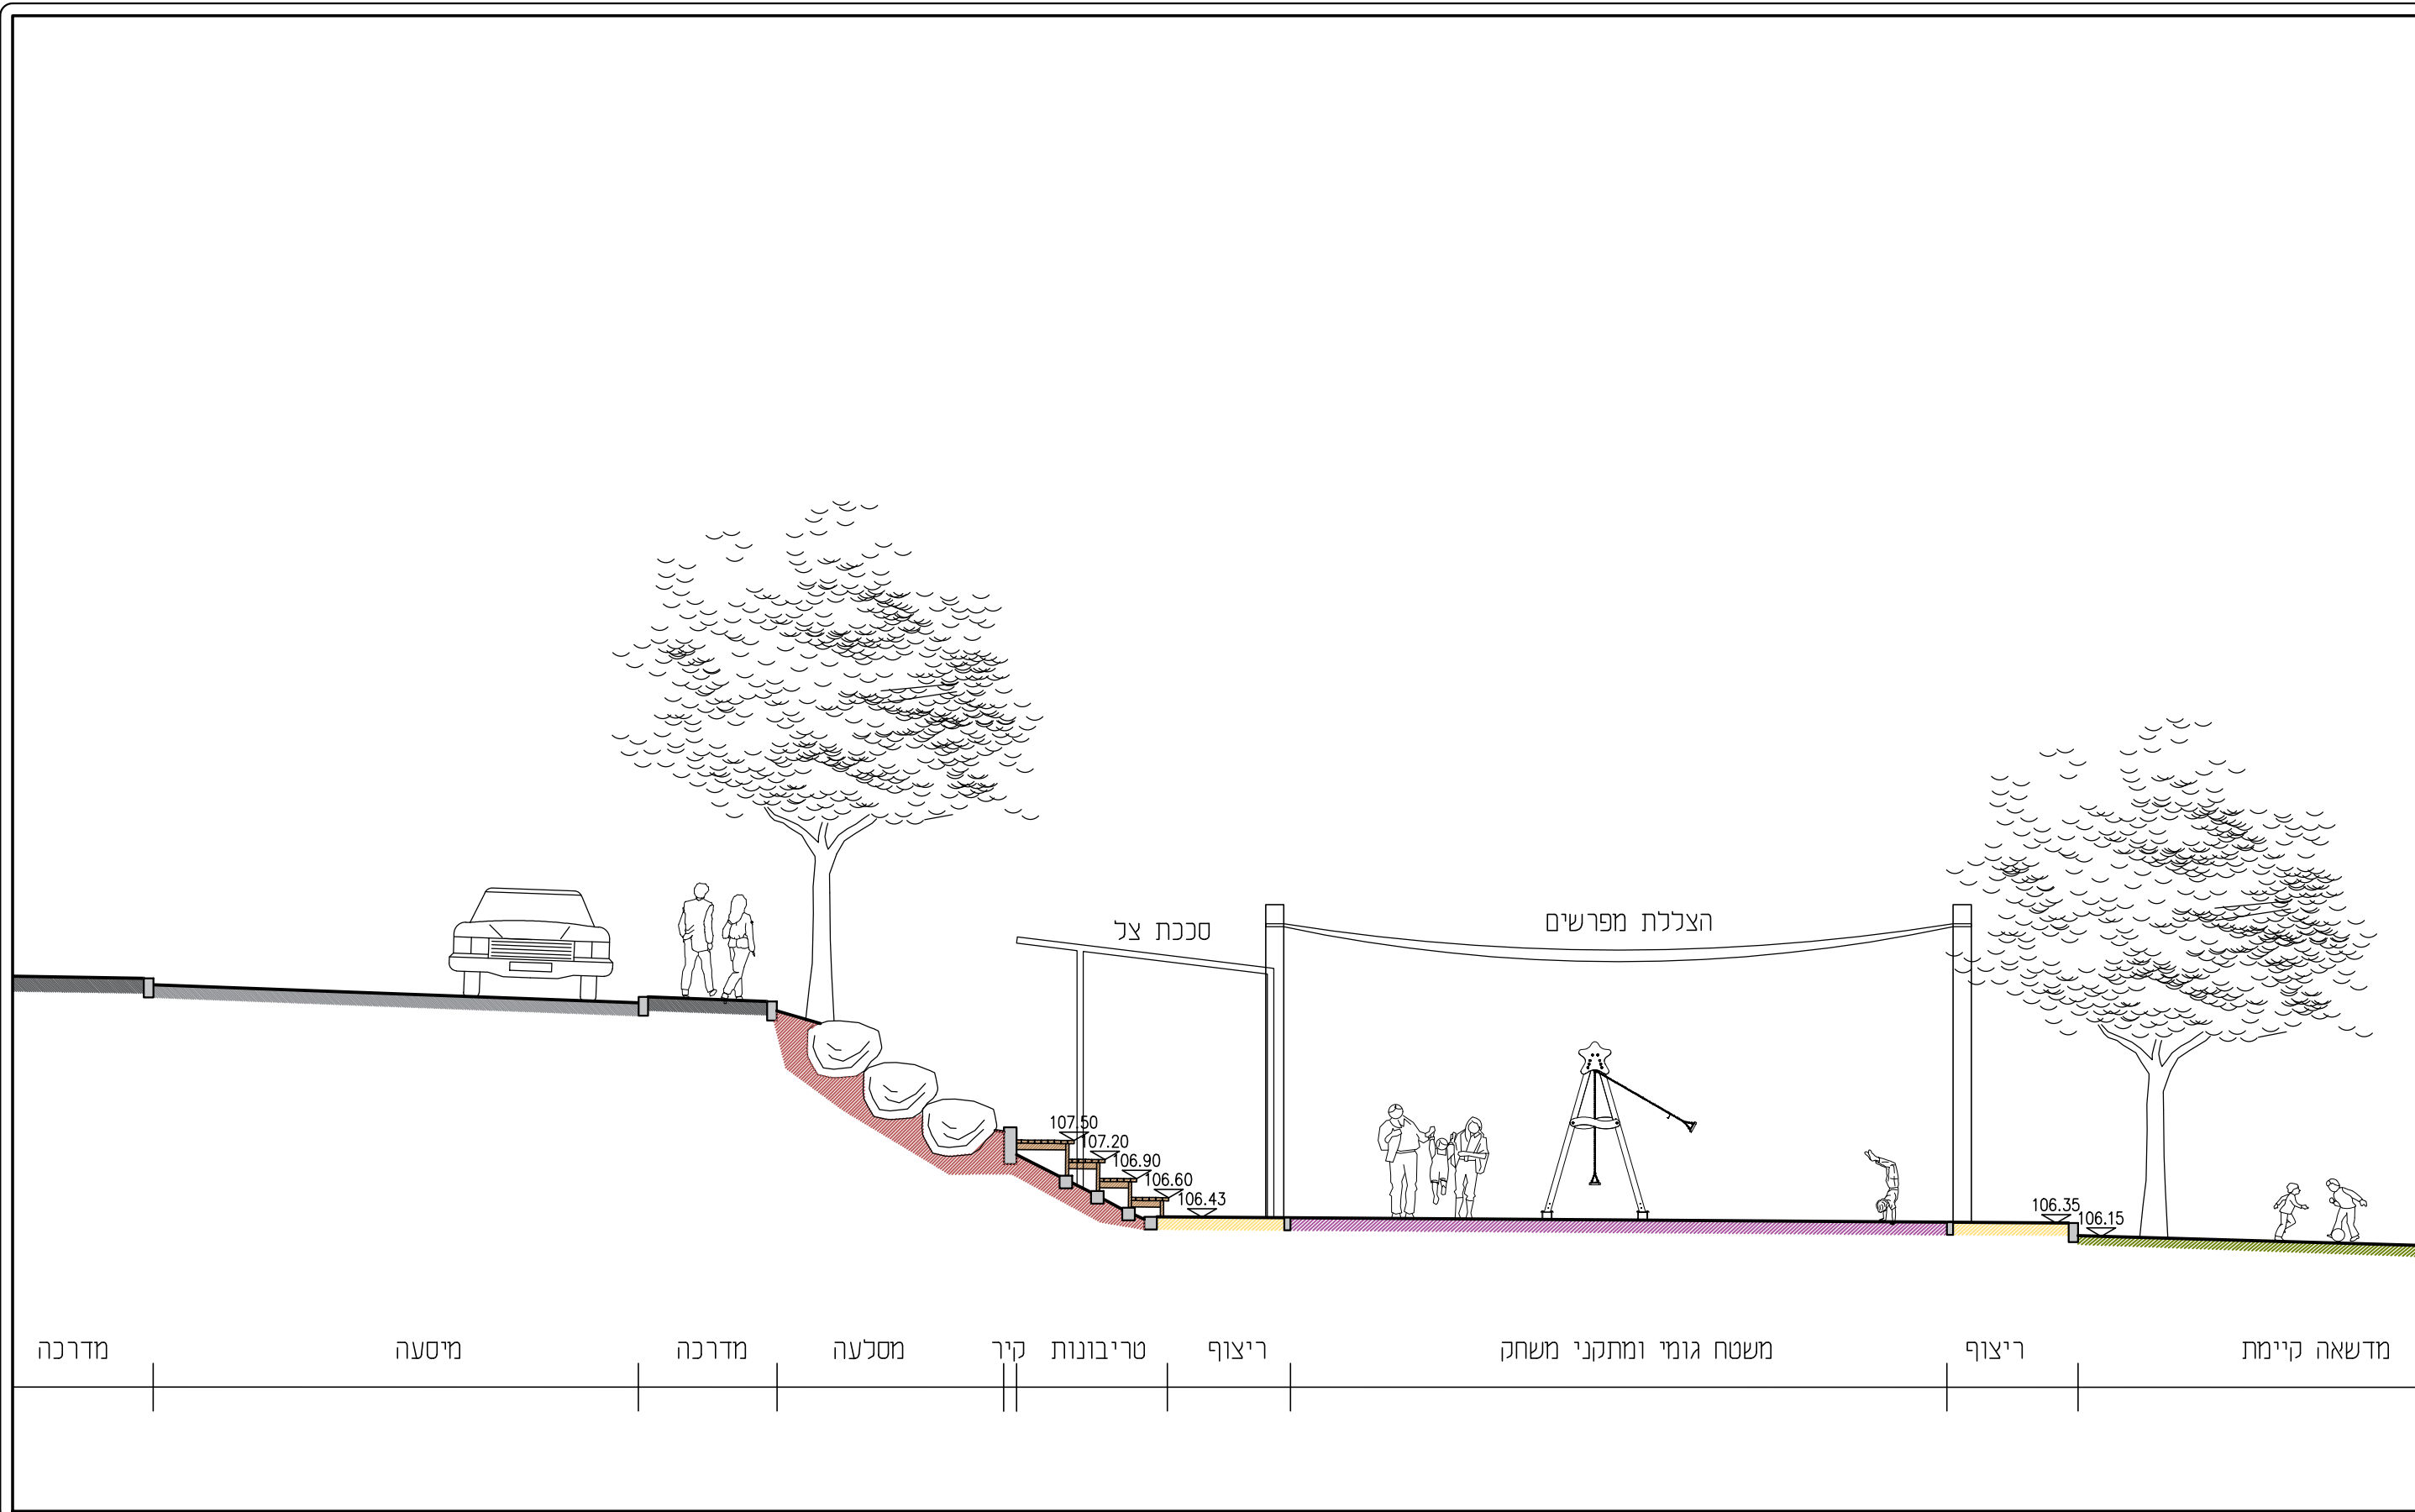 הצללת מפרשים
סככת צל
107.50
107.20
106.90
106.60
106.43
106.35
106.15
מדשאה קיימת
ריצוף
משטח גומי ומתקני משחק
ריצוף
טריבונות
קיר
מסלעה
מדרכה
מיסעה
מדרכה